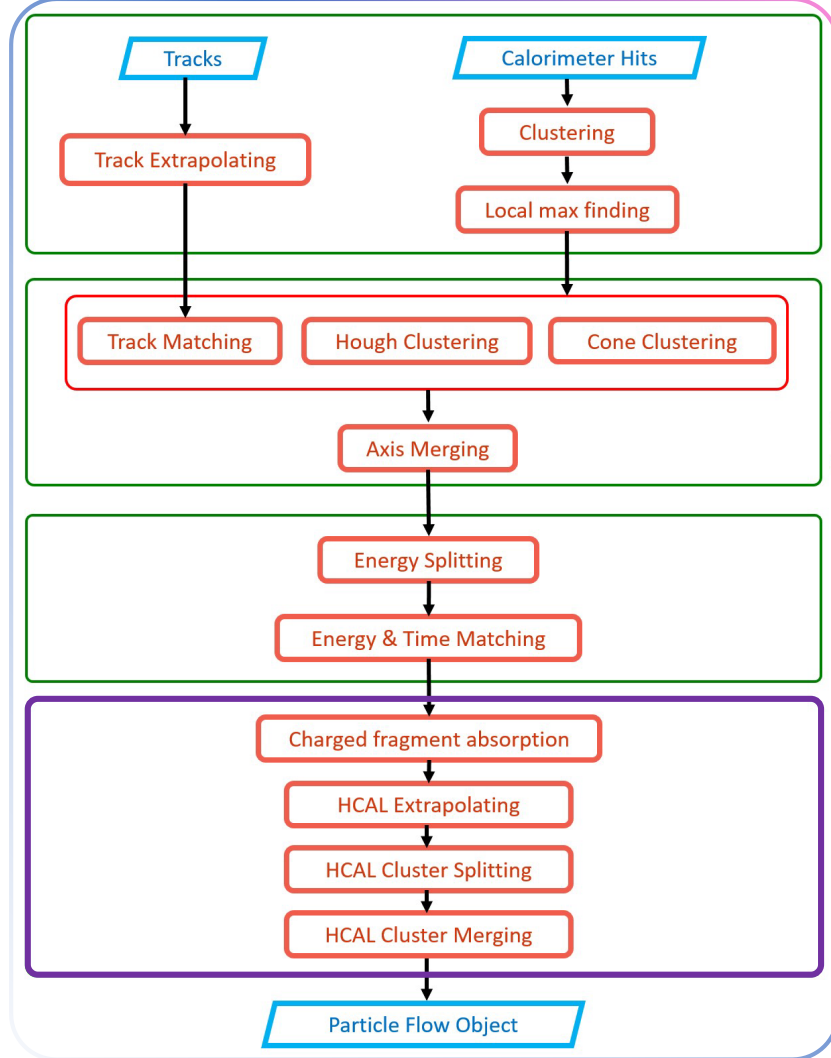 Tracks
Calorimeter Hits
Clustering
Track Extrapolating
Local max finding
Track Matching
Hough Clustering
Cone Clustering
Axis Merging
Energy Splitting
Energy & Time Matching
Charged fragment absorption
HCAL Extrapolating
HCAL Cluster Splitting
HCAL Cluster Merging
Particle Flow Object